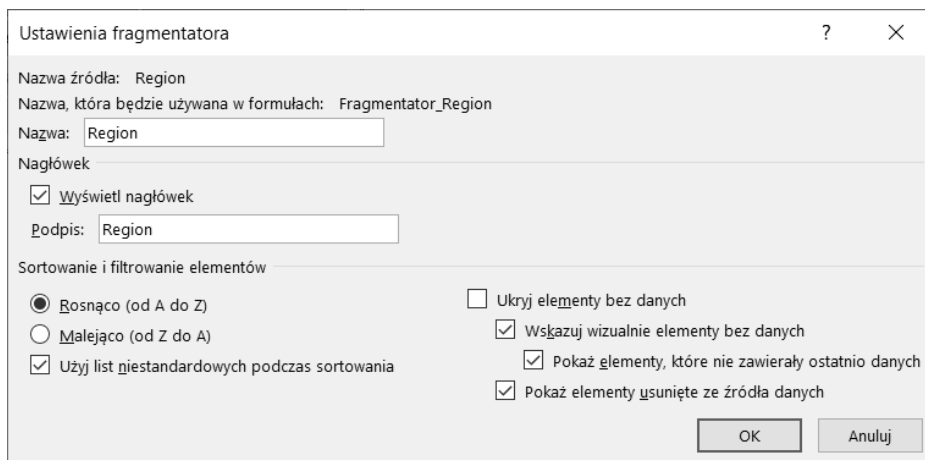 Ustawienia fragmentatora
Nazwa źródła: Region
Nazwa, która będzie używana w formułach: Fragmentator_Region
Nazwa: Region
Nagłówek
Wyświetl nagłówek
Podpis: Region
Sortowanie i filtrowanie elementów
Rosnąco (od A do Z)
Malejąco (od Z do A)
Użyj list niestandardowych podczas sortowania
Ukryj elementy bez danych
Wskazuj wizualnie elementy bez danych
Pokaż elementy, które nie zawierały ostatnio danych
Pokaż elementy usunięte ze źródła danych
OK
Anuluj